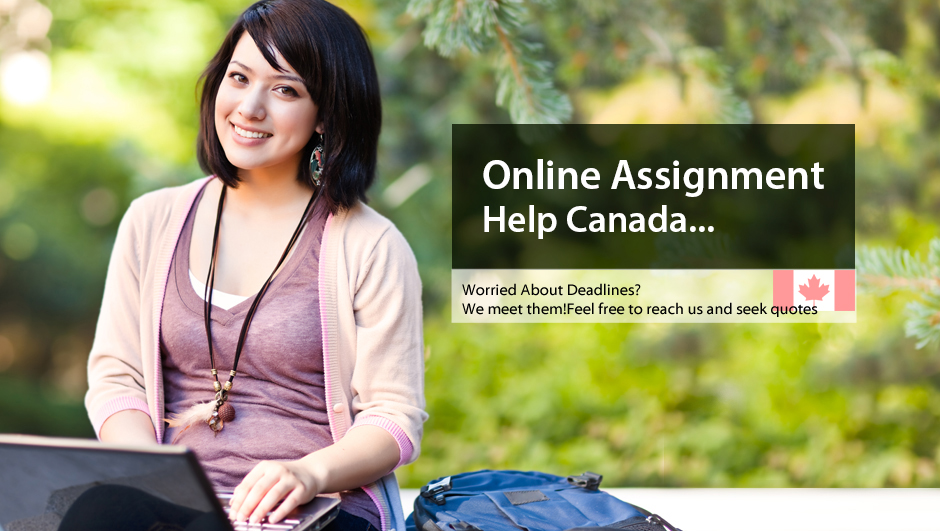 Online Assignment
Help Canada...
Worried About Deadlines?
We meet them!Feel free to reach us and seek quotes